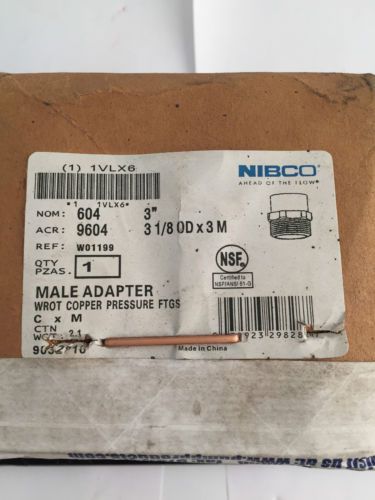 (1) 1VLX6
*1 1VLX6*
NIBCO®
AHEAD OF THE FLOW®
NOM: 604 3"
ACR: 9604 3 1/8 OD x 3 M
REF: W01199
QTY
PZAS. 1
NSF®
Certified to
NSF/ANSI 61-G
MALE ADAPTER
WROT COPPER PRESSURE FTGS
C x M
CTN
WGT: 2.1
Made in China